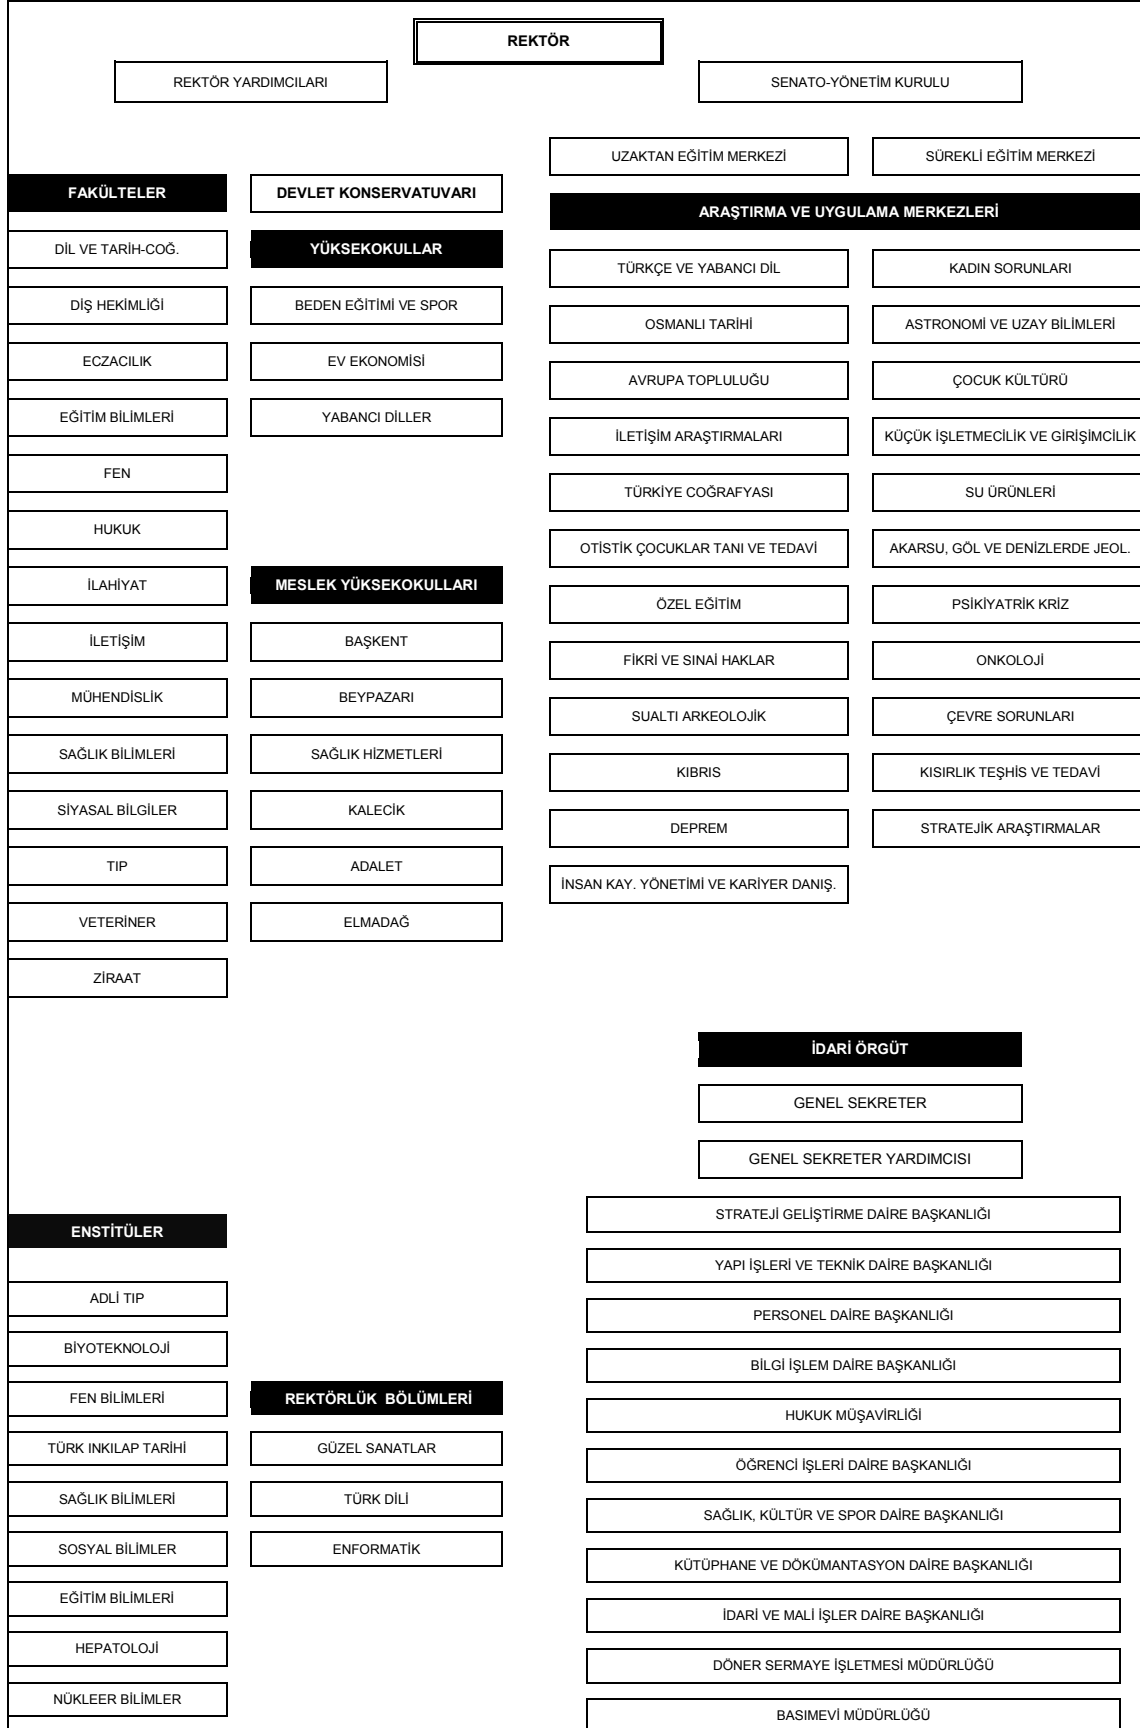 REKTÖR
REKTÖR YARDIMCILARI
SENATO-YÖNETİM KURULU
UZAKTAN EĞİTİM MERKEZİ
SÜREKLİ EĞİTİM MERKEZİ
FAKÜLTELER
DİL VE TARİH-COĞ.
DİŞ HEKİMLİĞİ
ECZACILIK
EĞİTİM BİLİMLERİ
FEN
HUKUK
İLAHİYAT
İLETİŞİM
MÜHENDİSLİK
SAĞLIK BİLİMLERİ
SİYASAL BİLGİLER
TIP
VETERİNER
ZİRAAT
DEVLET KONSERVATUVARI
YÜKSEKOKULLAR
BEDEN EĞİTİMİ VE SPOR
EV EKONOMİSİ
YABANCI DİLLER
MESLEK YÜKSEKOKULLARI
BAŞKENT
BEYPAZARI
SAĞLIK HİZMETLERİ
KALECİK
ADALET
ELMADAĞ
ARAŞTIRMA VE UYGULAMA MERKEZLERİ
TÜRKÇE VE YABANCI DİL
KADIN SORUNLARI
OSMANLI TARİHİ
ASTRONOMİ VE UZAY BİLİMLERİ
AVRUPA TOPLULUĞU
ÇOCUK KÜLTÜRÜ
İLETİŞİM ARAŞTIRMALARI
KÜÇÜK İŞLETMECİLİK VE GİRİŞİMCİLİK
TÜRKİYE COĞRAFYASI
SU ÜRÜNLERİ
OTİSTİK ÇOCUKLAR TANI VE TEDAVİ
AKARSU, GÖL VE DENİZLERDE JEOL.
ÖZEL EĞİTİM
PSİKİYATRİK KRİZ
FİKRİ VE SINAİ HAKLAR
ONKOLOJİ
SUALTI ARKEOLOJİK
ÇEVRE SORUNLARI
KIBRIS
KISIRLIK TEŞHİS VE TEDAVİ
DEPREM
STRATEJİK ARAŞTIRMALAR
İNSAN KAY. YÖNETİMİ VE KARİYER DANIŞ.
ENSTİTÜLER
ADLİ TIP
BİYOTEKNOLOJİ
FEN BİLİMLERİ
TÜRK INKILAP TARİHİ
SAĞLIK BİLİMLERİ
SOSYAL BİLİMLER
EĞİTİM BİLİMLERİ
HEPATOLOJİ
NÜKLEER BİLİMLER
REKTÖRLÜK BÖLÜMLERİ
GÜZEL SANATLAR
TÜRK DİLİ
ENFORMATİK
İDARİ ÖRGÜT
GENEL SEKRETER
GENEL SEKRETER YARDIMCISI
STRATEJİ GELİŞTİRME DAİRE BAŞKANLIĞI
YAPI İŞLERİ VE TEKNİK DAİRE BAŞKANLIĞI
PERSONEL DAİRE BAŞKANLIĞI
BİLGİ İŞLEM DAİRE BAŞKANLIĞI
HUKUK MÜŞAVİRLİĞİ
ÖĞRENCİ İŞLERİ DAİRE BAŞKANLIĞI
SAĞLIK, KÜLTÜR VE SPOR DAİRE BAŞKANLIĞI
KÜTÜPHANE VE DÖKÜMANTASYON DAİRE BAŞKANLIĞI
İDARİ VE MALİ İŞLER DAİRE BAŞKANLIĞI
DÖNER SERMAYE İŞLETMESİ MÜDÜRLÜĞÜ
BASIMEVİ MÜDÜRLÜĞÜ